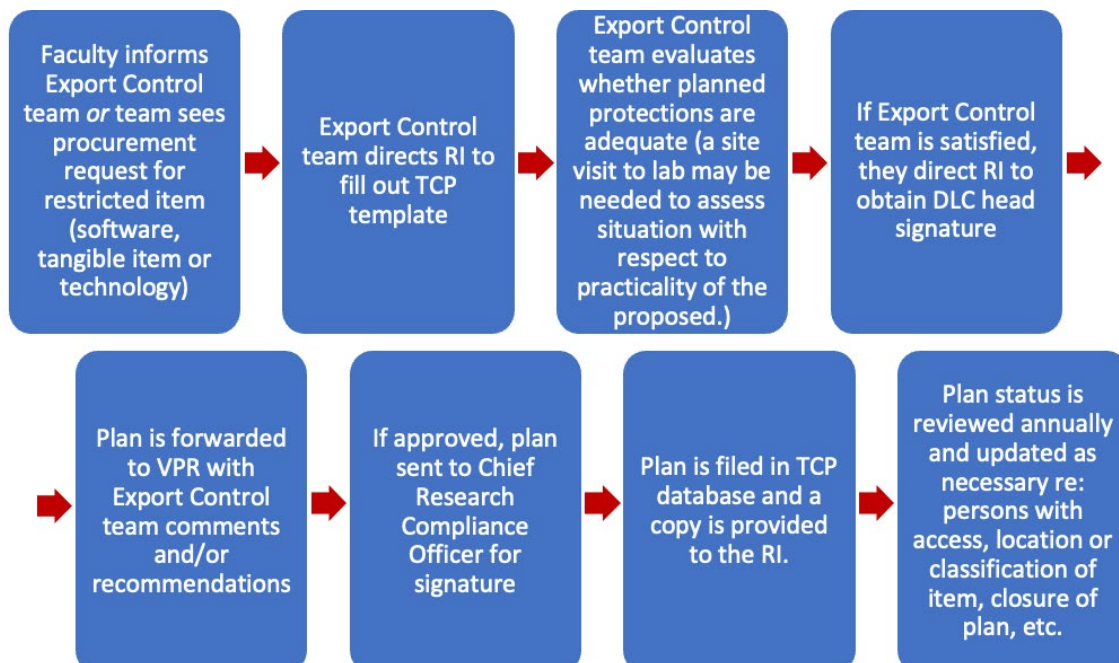 Faculty informs
Export Control
team or team sees
procurement
request for
restricted item
(software,
tangible item or
technology)
Export Control
team directs RI to
fill out TCP
template
Export Control
team evaluates
whether planned
protections are
adequate (a site
visit to lab may be
needed to assess
situation with
respect to
practicality of the
proposed.)
If Export Control
team is satisfied,
they direct RI to
obtain DLC head
signature
Plan is forwarded
to VPR with
Export Control
team comments
and/or
recommendations
If approved, plan
sent to Chief
Research
Compliance
Officer for
signature
Plan is filed in TCP
database and a
copy is provided
to the RI.
Plan status is
reviewed annually
and updated as
necessary re:
persons with
access, location or
classification of
item, closure of
plan, etc.